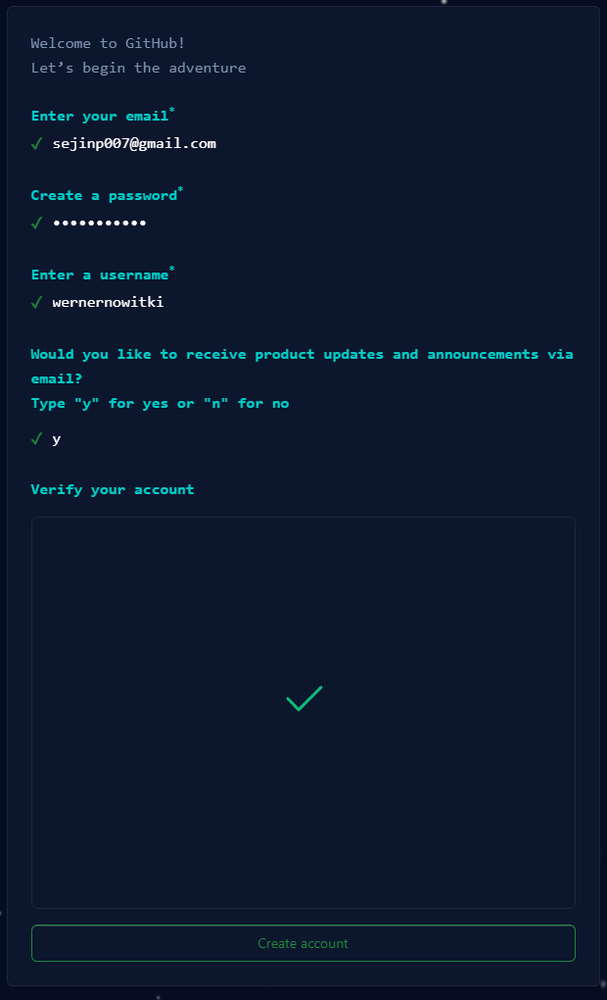 Welcome to GitHub!
Let’s begin the adventure
Enter your email*
✓ sejinp007@gmail.com
Create a password*
✓ •••••••••••
Enter a username*
✓ wernernowitki
Would you like to receive product updates and announcements via
email?
Type "y" for yes or "n" for no
✓ y
Verify your account
Create account